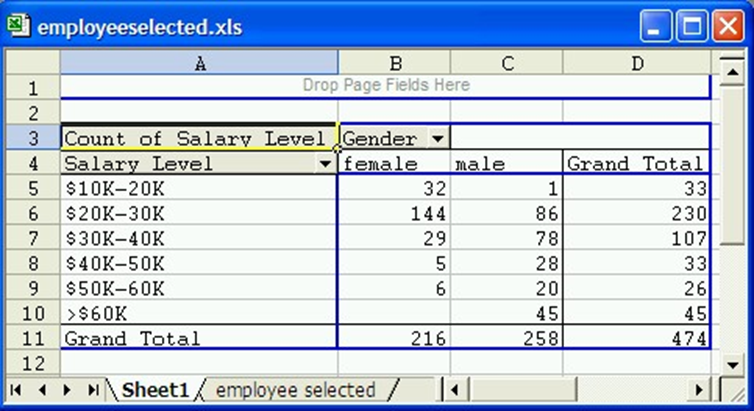 employeeselected.xls
A B C D
1 Drop Page Fields Here
2
3 Count of Salary Level Gender
4 Salary Level female male Grand Total
5 $10K-20K 32 1 33
6 $20K-30K 144 86 230
7 $30K-40K 29 78 107
8 $40K-50K 5 28 33
9 $50K-60K 6 20 26
10 >$60K 45 45
11 Grand Total 216 258 474
12
Sheet1 employee selected